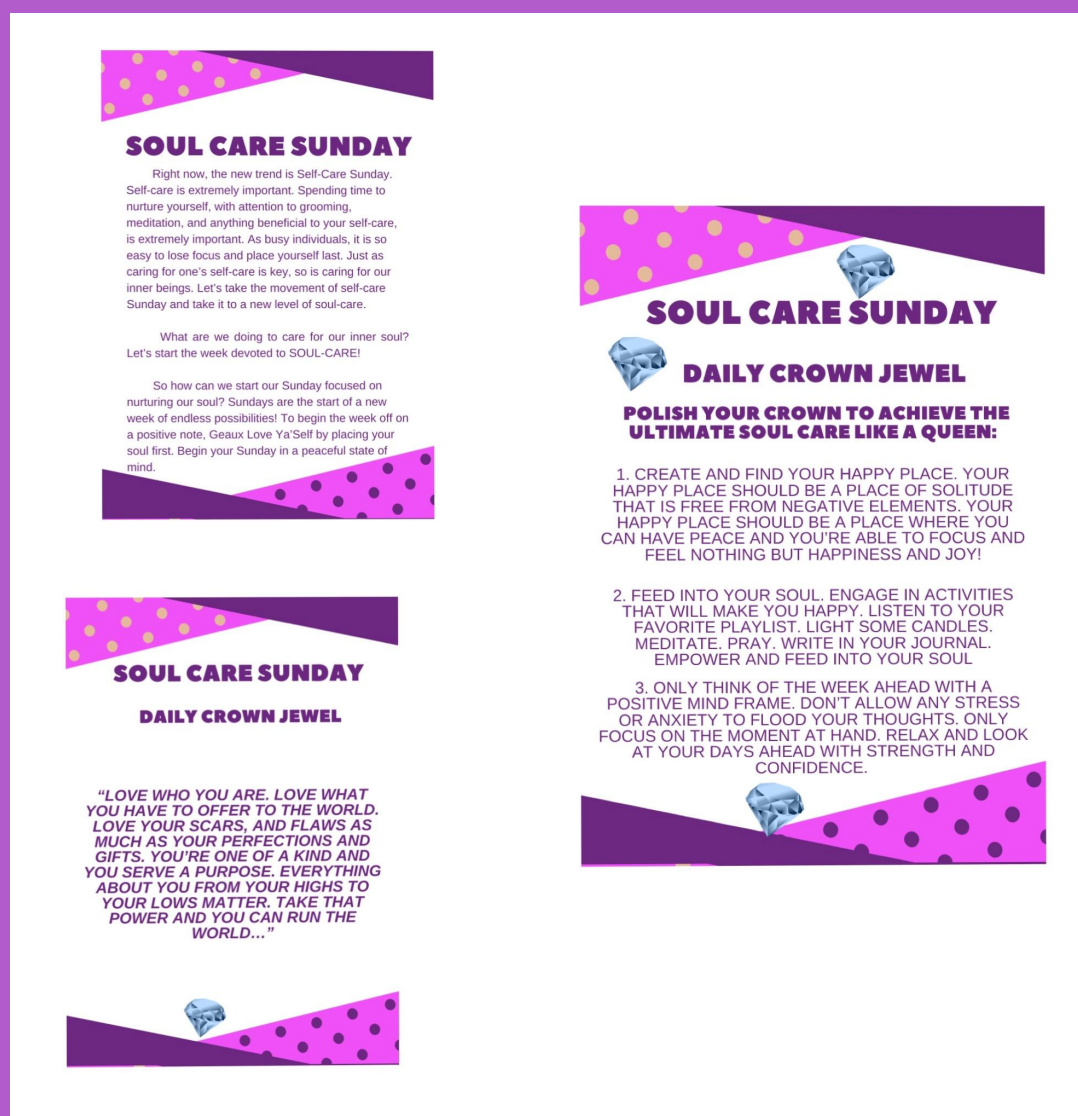 SOUL CARE SUNDAY
Right now, the new trend is Self-Care Sunday.
Self-care is extremely important. Spending time to
nurture yourself, with attention to grooming,
meditation, and anything beneficial to your self-care,
is extremely important. As busy individuals, it is so
easy to lose focus and place yourself last. Just as
caring for one's self-care is key, so is caring for our
inner beings. Let's take the movement of self-care
Sunday and take it to a new level of soul-care.
What are we doing to care for our inner soul?
Let's start the week devoted to SOUL-CARE!
So how can we start our Sunday focused on
nurturing our soul? Sundays are the start of a new
week of endless possibilities! To begin the week off on
a positive note, Geaux Love Ya'Self by placing your
soul first. Begin your Sunday in a peaceful state of
mind.
SOUL CARE SUNDAY
DAILY CROWN JEWEL
“LOVE WHO YOU ARE. LOVE WHAT
YOU HAVE TO OFFER TO THE WORLD.
LOVE YOUR SCARS, AND FLAWS AS
MUCH AS YOUR PERFECTIONS AND
GIFTS. YOU'RE ONE OF A KIND AND
YOU SERVE A PURPOSE. EVERYTHING
ABOUT YOU FROM YOUR HIGHS TO
YOUR LOWS MATTER. TAKE THAT
POWER AND YOU CAN RUN THE
WORLD…”
SOUL CARE SUNDAY
DAILY CROWN JEWEL
POLISH YOUR CROWN TO ACHIEVE THE
ULTIMATE SOUL CARE LIKE A QUEEN:
1. CREATE AND FIND YOUR HAPPY PLACE. YOUR
HAPPY PLACE SHOULD BE A PLACE OF SOLITUDE
THAT IS FREE FROM NEGATIVE ELEMENTS. YOUR
HAPPY PLACE SHOULD BE A PLACE WHERE YOU
CAN HAVE PEACE AND YOU'RE ABLE TO FOCUS AND
FEEL NOTHING BUT HAPPINESS AND JOY!
2. FEED INTO YOUR SOUL. ENGAGE IN ACTIVITIES
THAT WILL MAKE YOU HAPPY. LISTEN TO YOUR
FAVORITE PLAYLIST. LIGHT SOME CANDLES.
MEDITATE. PRAY. WRITE IN YOUR JOURNAL.
EMPOWER AND FEED INTO YOUR SOUL
3. ONLY THINK OF THE WEEK AHEAD WITH A
POSITIVE MIND FRAME. DON'T ALLOW ANY STRESS
OR ANXIETY TO FLOOD YOUR THOUGHTS. ONLY
FOCUS ON THE MOMENT AT HAND. RELAX AND LOOK
AT YOUR DAYS AHEAD WITH STRENGTH AND
CONFIDENCE.